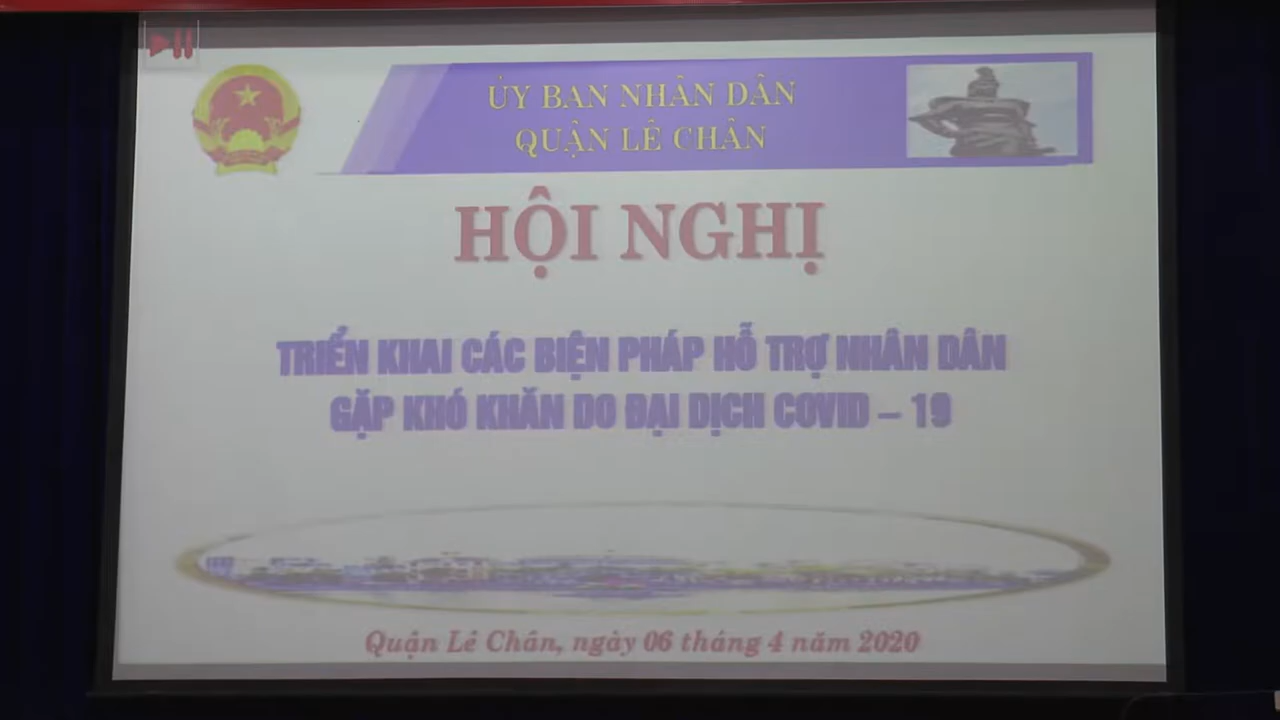 ỦY BAN NHÂN DÂN
QUẬN LÊ CHÂN
HỘI NGHỊ
TRIỂN KHAI CÁC BIỆN PHÁP HỖ TRỢ NHÂN DÂN
GẶP KHÓ KHĂN DO ĐẠI DỊCH COVID – 19
Quận Lê Chân, ngày 06 tháng 4 năm 2020